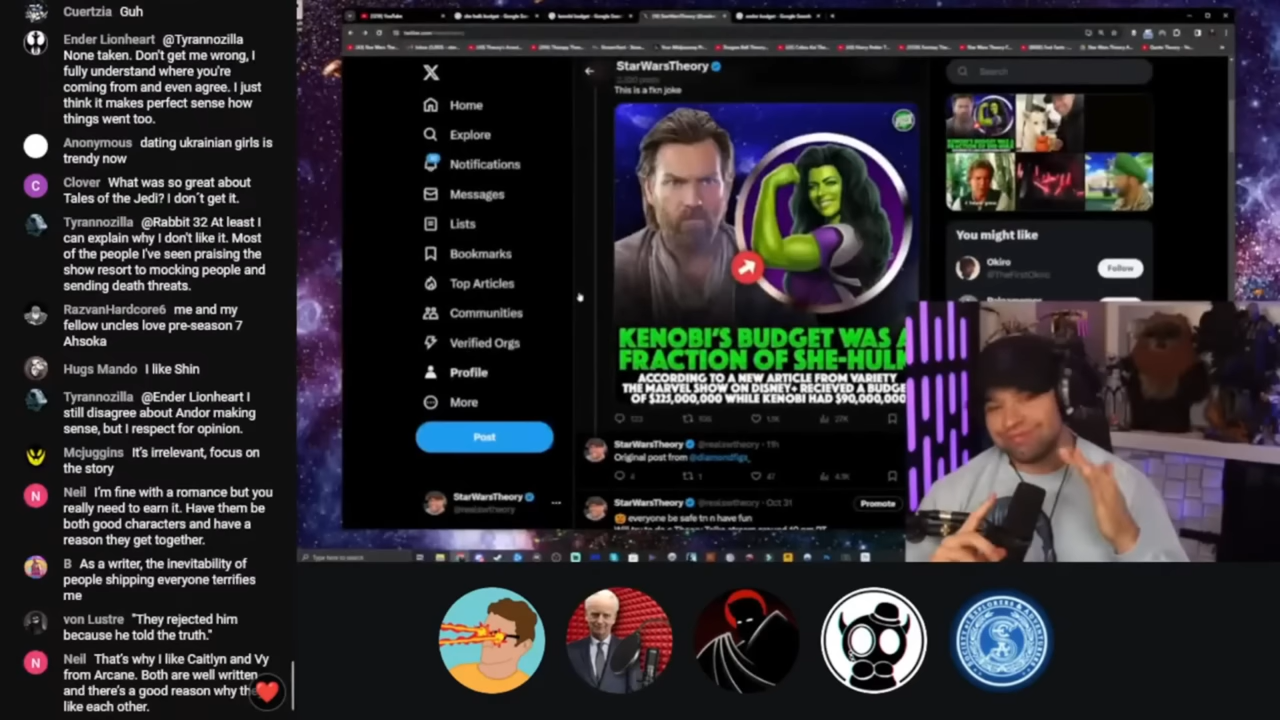 Cuertzia Guh
Ender Lionheart @Tyrannozilla
None taken. Don't get me wrong, I
fully understand where you're
coming from and even agree. I just
think it makes perfect sense how
things went too.
Anonymous dating ukrainian girls is
trendy now
Clover What was so great about
Tales of the Jedi? I don´t get it.
Tyrannozilla @Rabbit 32 At least I
can explain why I don't like it. Most
of the people I've seen praising the
show resort to mocking people and
sending death threats.
RazvanHardcore6 me and my
fellow uncles love pre-season 7
Ahsoka
Hugs Mando I like Shin
Tyrannozilla @Ender Lionheart I
still disagree about Andor making
sense, but I respect for opinion.
Mcjuggins It's irrelevant, focus on
the story
Neil I'm fine with a romance but you
really need to earn it. Have them be
both good characters and have a
reason they get together.
B As a writer, the inevitability of
people shipping everyone terrifies
me
von Lustre "They rejected him
because he told the truth."
Neil That's why I like Caitlyn and Vy
from Arcane. Both are well written
and there's a good reason why
like each other.
Home
Explore
Notifications
Messages
Lists
Bookmarks
Top Articles
Communities
Verified Orgs
Profile
More
Post
StarWarsTheory
StarWarsTheory
This is a fkn joke
KENOBI'S BUDGET WAS A
FRACTION OF SHE-HULK
ACCORDING TO A NEW ARTICLE FROM VARIETY
THE MARVEL SHOW ON DISNEY+ RECIEVED A BUDGE
OF $225,000,000 WHILE KENOBI HAD $90,000,000
StarWarsTheory @realswtheory · 11h
Original post from @diamondfigz_
StarWarsTheory @realswtheory · Oct 31
Promote
everyone be safe tn n have fun
Search
You might like
Okiro
Follow
Type here to search